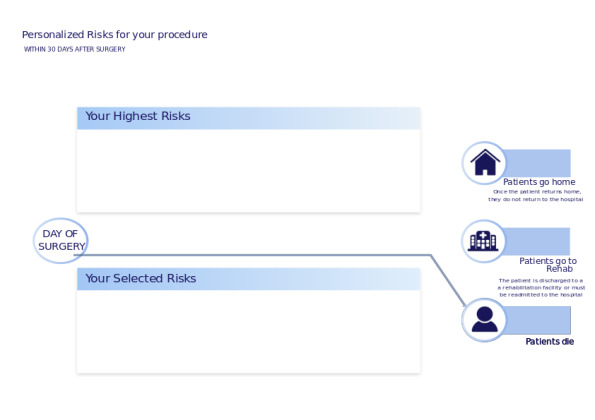 Personalized Risks for your procedure
WITHIN 30 DAYS AFTER SURGERY
Your Highest Risks
Patients go home
Once the patient returns home,
they do not return to the hospital
DAY OF
SURGERY
Patients go to
Rehab
The patient is discharged to a
a rehabilitation facility or must
be readmitted to the hospital
Your Selected Risks
Patients die